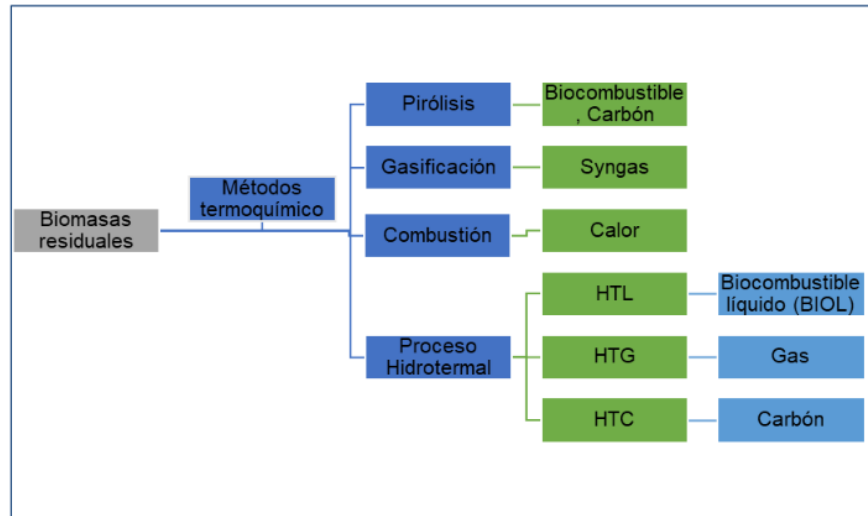 Biomasas
residuales
Métodos
termoquímico
Pirólisis
Biocombustible
, Carbón
Gasificación
Syngas
Combustión
Calor
Proceso
Hidrotermal
HTL
Biocombustible
líquido (BIOL)
HTG
Gas
HTC
Carbón